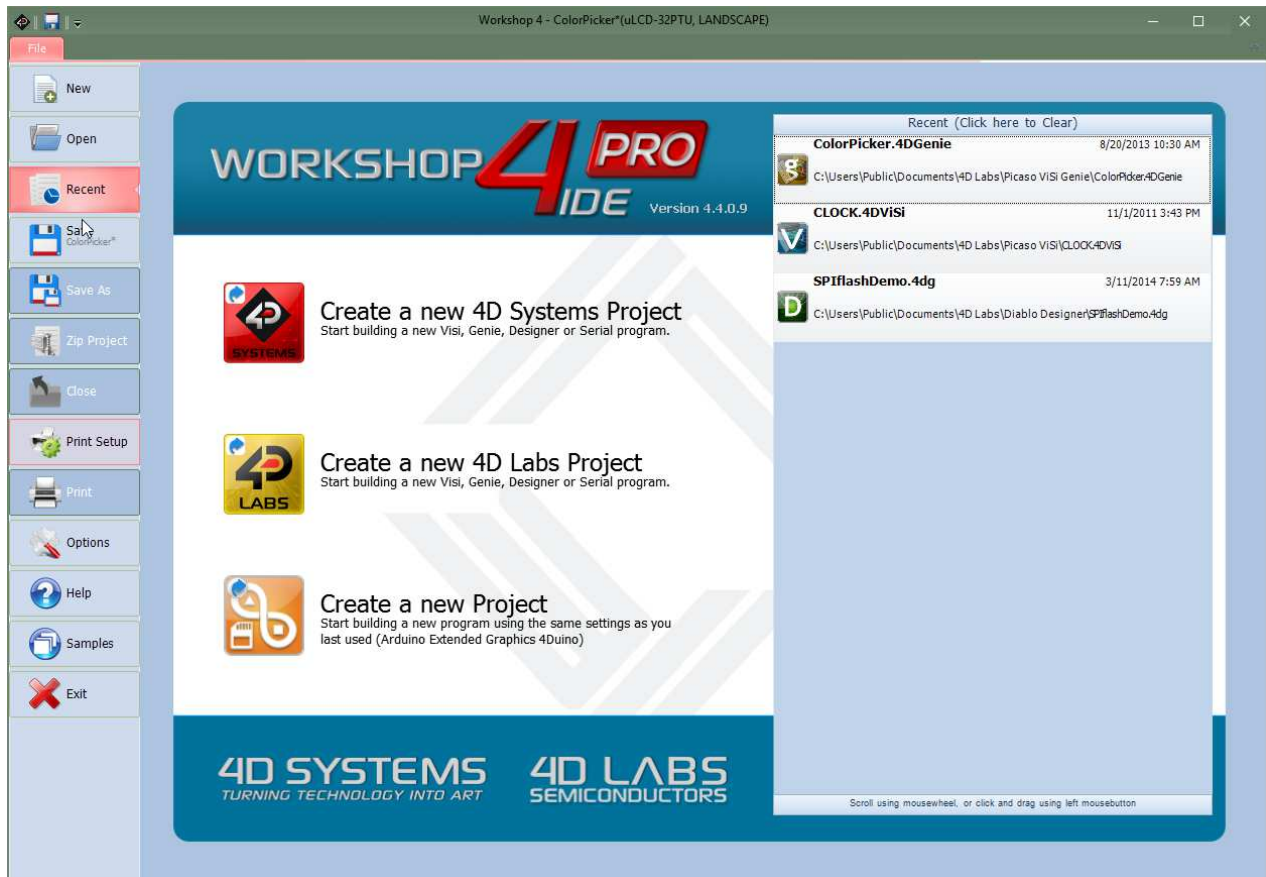 Workshop 4 - ColorPicker*(uLCD-32PTU, LANDSCAPE)
File
New
Open
Recent
Save
ColorPicker*
Save As
Zip Project
Close
Print Setup
Print
Options
Help
Samples
Exit
WORKSHOP 4 PRO
IDE Version 4.4.0.9
4D SYSTEMS
Create a new 4D Systems Project
Start building a new Visi, Genie, Designer or Serial program.
4D LABS
Create a new 4D Labs Project
Start building a new Visi, Genie, Designer or Serial program.
Create a new Project
Start building a new program using the same settings as you
last used (Arduino Extended Graphics 4Duino)
4D SYSTEMS
TURNING TECHNOLOGY INTO ART
4D LABS
SEMICONDUCTORS
Recent (Click here to Clear)
g
ColorPicker.4DGenie 8/20/2013 10:30 AM
C:\Users\Public\Documents\4D Labs\Picaso ViSi Genie\ColorPicker.4DGenie
V
CLOCK.4DViSi 11/1/2011 3:43 PM
C:\Users\Public\Documents\4D Labs\Picaso ViSi\CLOCK.4DViSi
D
SPIflashDemo.4dg 3/11/2014 7:59 AM
C:\Users\Public\Documents\4D Labs\Diablo Designer\SPIflashDemo.4dg
Scroll using mousewheel, or click and drag using left mousebutton